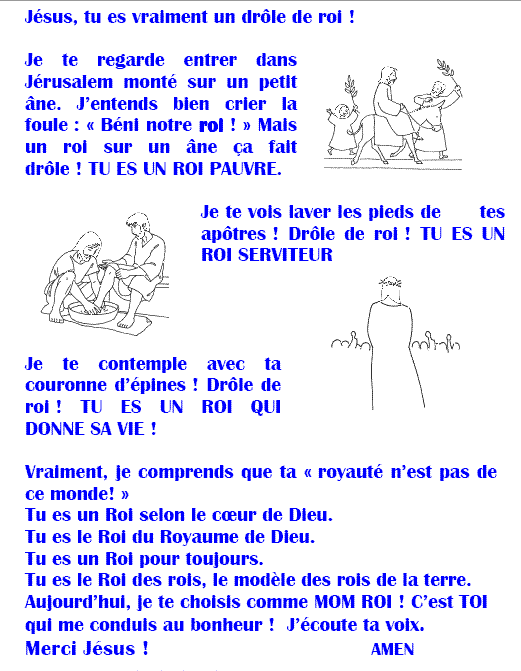 Jésus, tu es vraiment un drôle de roi !
Je te regarde entrer dans
Jérusalem monté sur un petit
âne. J’entends bien crier la
foule : « Béni notre roi ! » Mais
un roi sur un âne ça fait
drôle ! TU ES UN ROI PAUVRE.
Je te vois laver les pieds de tes
apôtres ! Drôle de roi ! TU ES UN
ROI SERVITEUR
Je te contemple avec ta
couronne d’épines ! Drôle de
roi ! TU ES UN ROI QUI
DONNE SA VIE !
Vraiment, je comprends que ta « royauté n’est pas de
ce monde! »
Tu es un Roi selon le cœur de Dieu.
Tu es le Roi du Royaume de Dieu.
Tu es un Roi pour toujours.
Tu es le Roi des rois, le modèle des rois de la terre.
Aujourd’hui, je te choisis comme MOM ROI ! C’est TOI
qui me conduis au bonheur ! J’écoute ta voix.
Merci Jésus ! AMEN